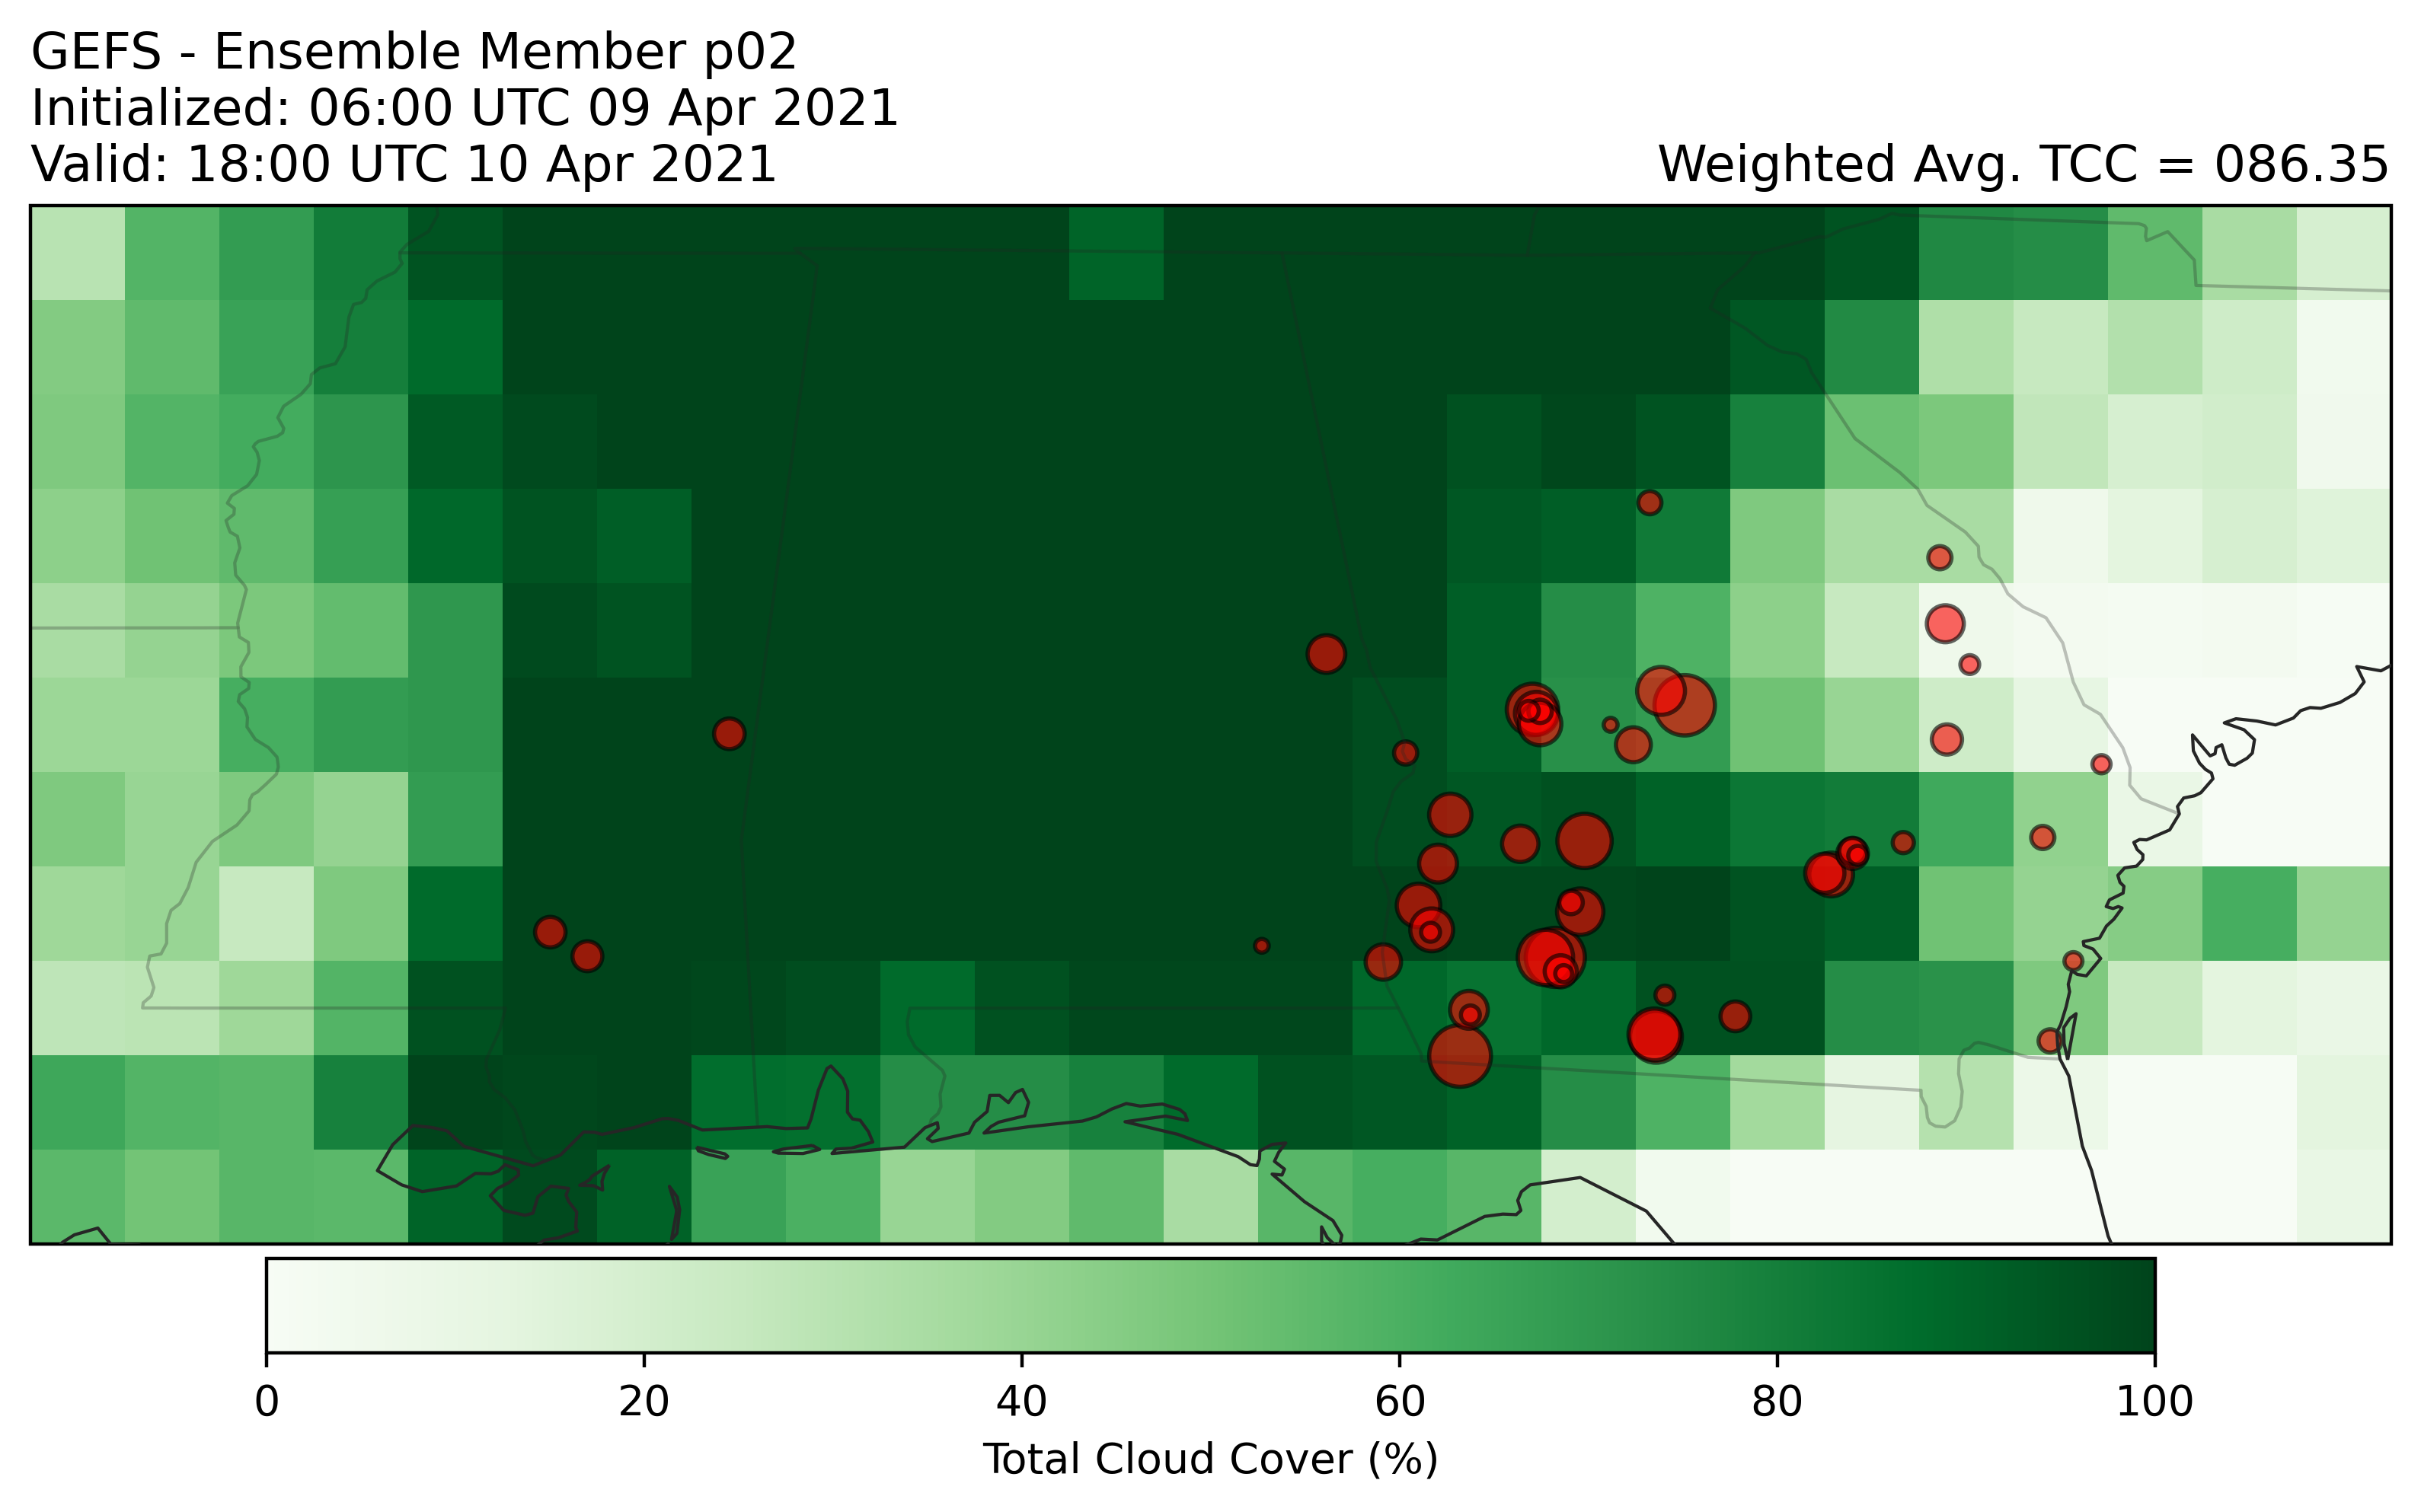 GEFS - Ensemble Member p02
Initialized: 06:00 UTC 09 Apr 2021
Valid: 18:00 UTC 10 Apr 2021
Weighted Avg. TCC = 086.35
0 20 40 60 80 100
Total Cloud Cover (%)